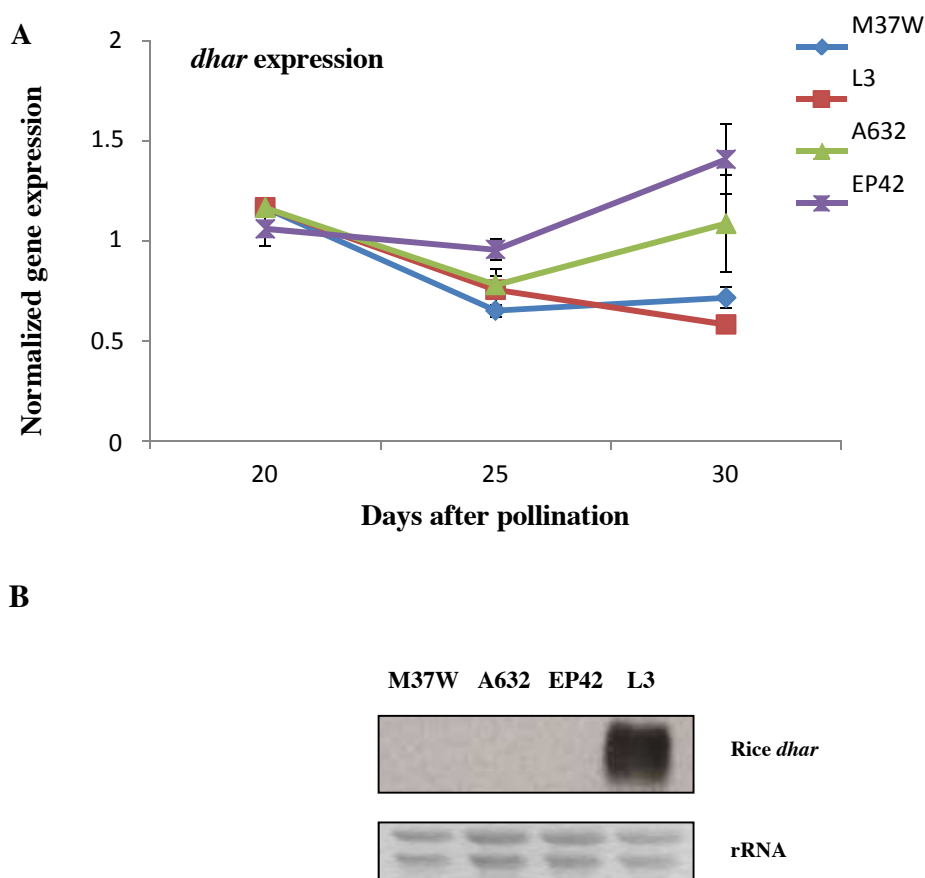 A
dhar expression
M37W
L3
A632
EP42
Normalized gene expression
2
1.5
1
0.5
0
20 25 30
Days after pollination
B
M37W A632 EP42 L3
Rice dhar
rRNA